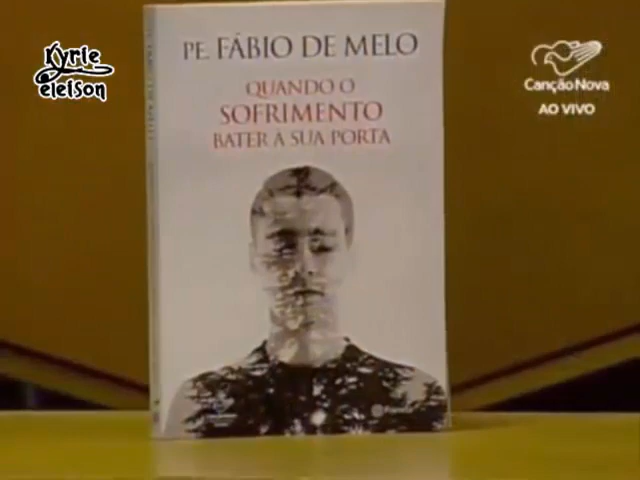 Kyrie
eleison
PE. FÁBIO DE MELO
QUANDO O
SOFRIMENTO
BATER À SUA PORTA
Canção Nova
AO VIVO